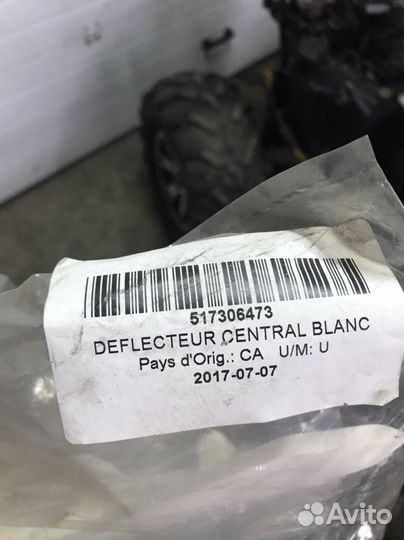 517306473
DEFLECTEUR CENTRAL BLANC
Pays d'Orig.: CA U/M: U
2017-07-07
Avito